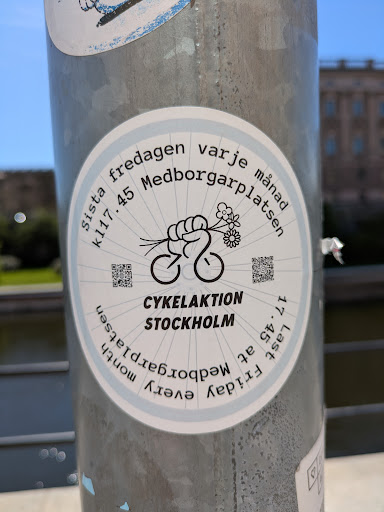 Sista fredagen varje månad
kl17.45 Medborgarplatsen
CYKELAKTION
STOCKHOLM
Last Friday every month
17.45 at Medborgarplatsen